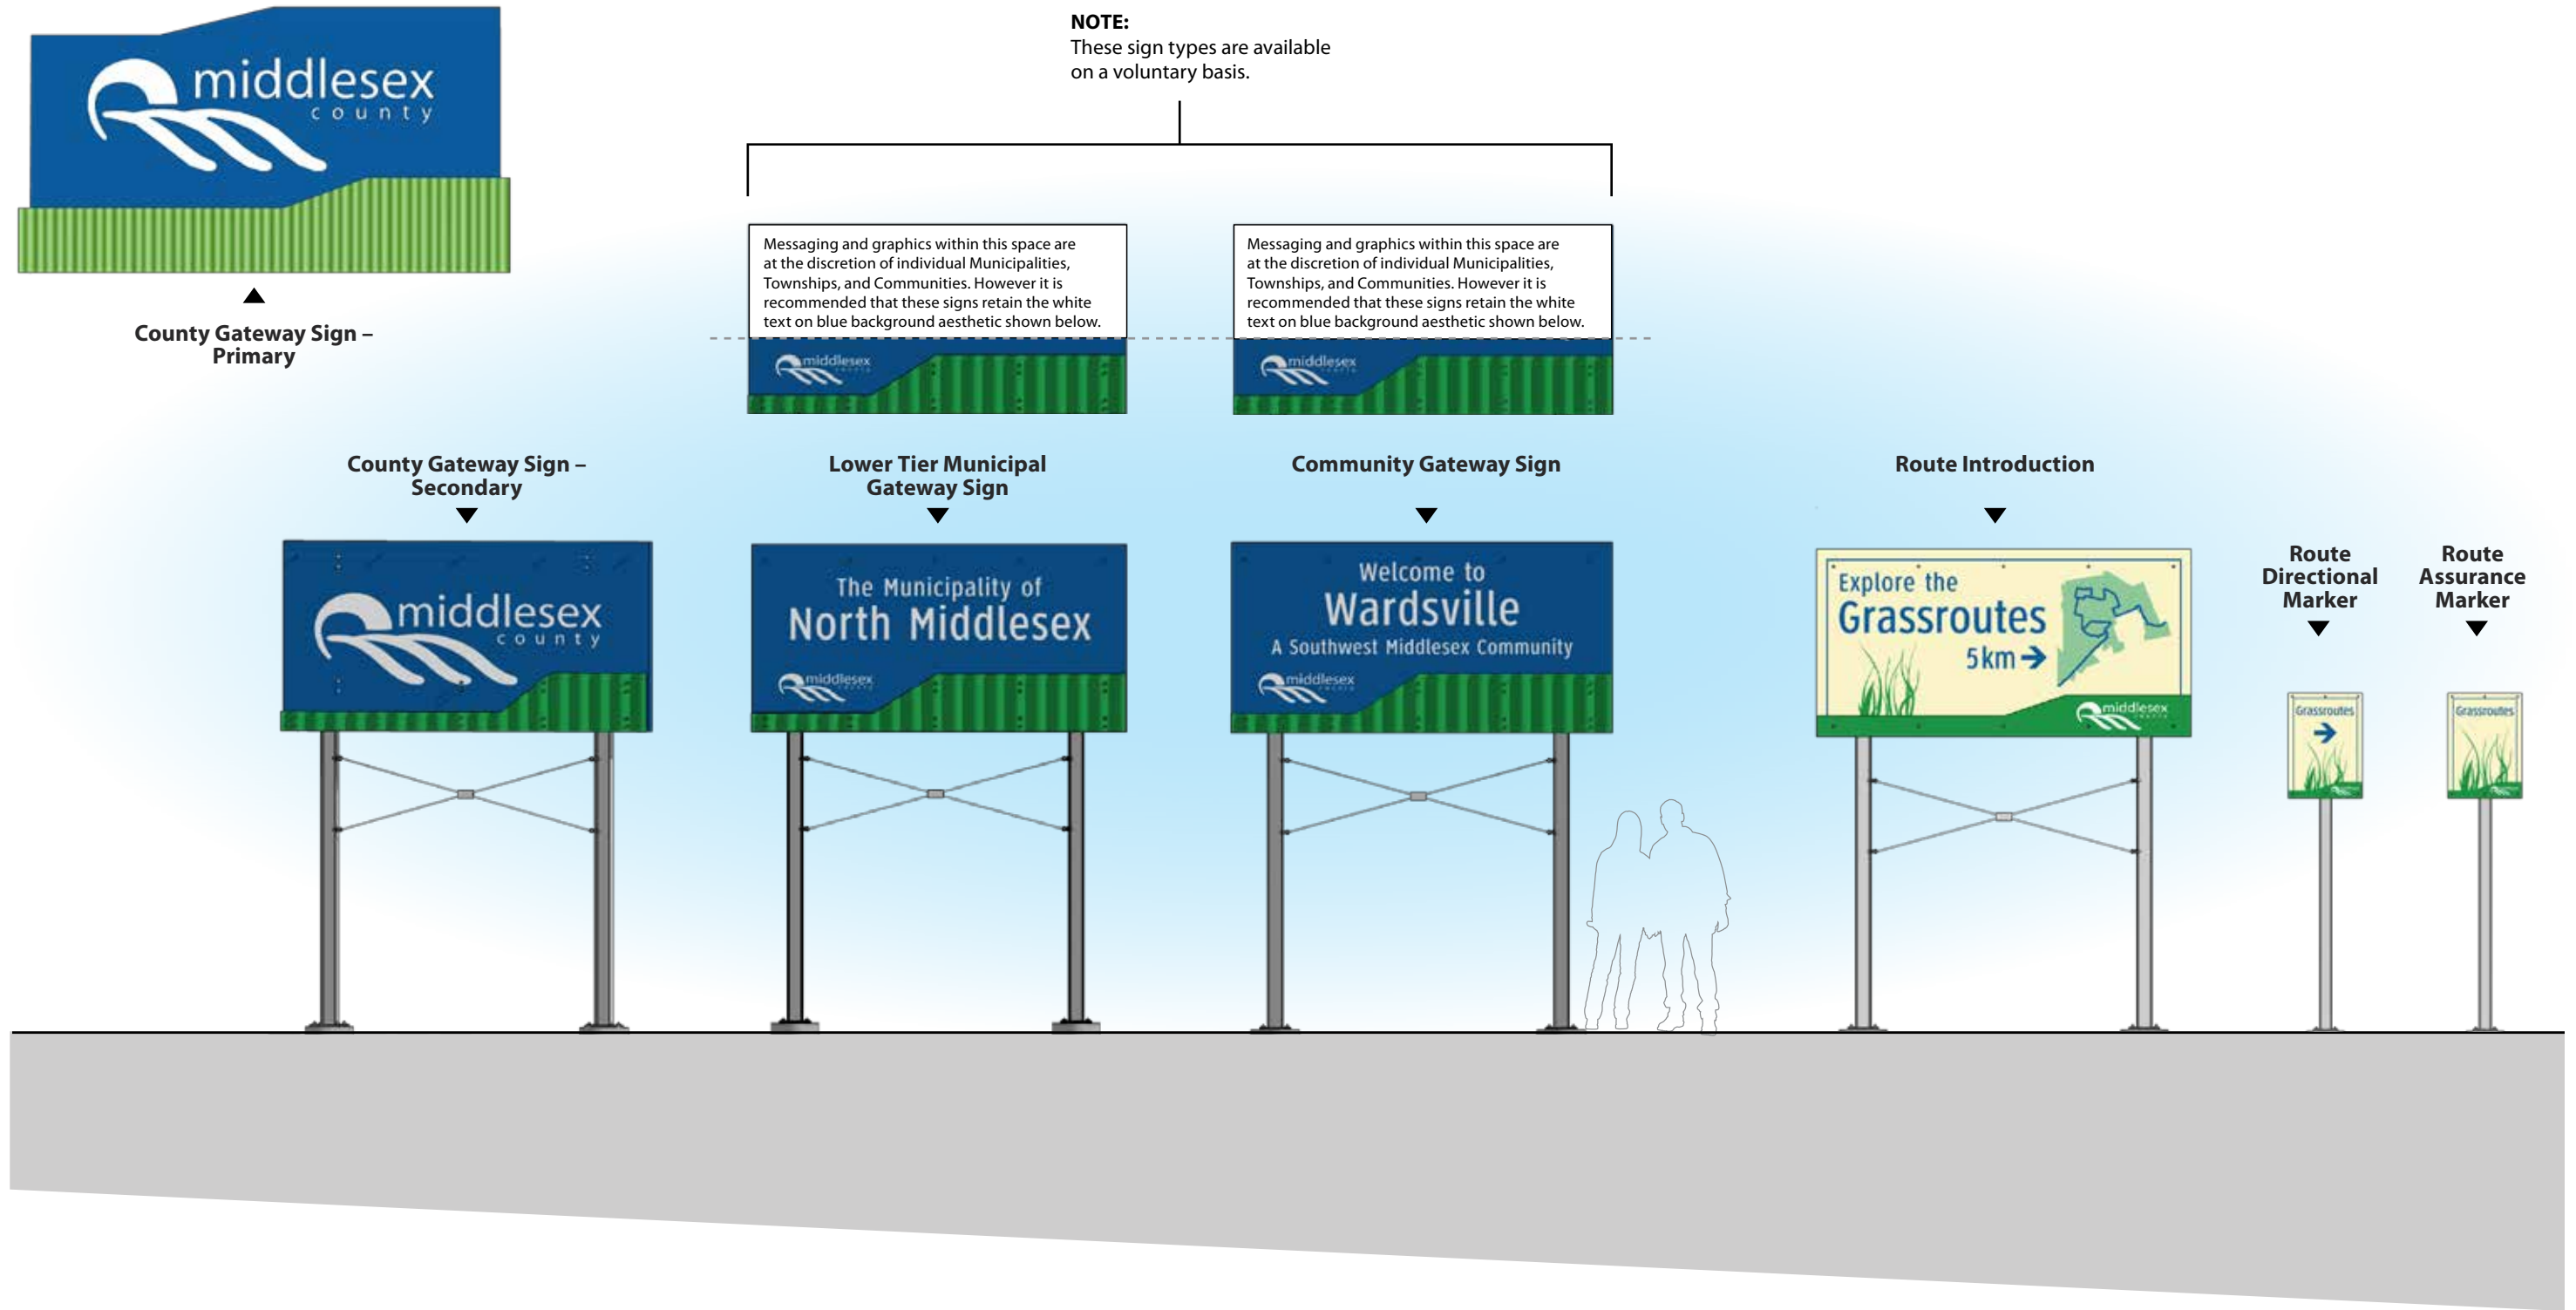 middlesex
county
County Gateway Sign –
Primary
NOTE:
These sign types are available
on a voluntary basis.
Messaging and graphics within this space are
at the discretion of individual Municipalities,
Townships, and Communities. However it is
recommended that these signs retain the white
text on blue background aesthetic shown below.
middlesex
county
Messaging and graphics within this space are
at the discretion of individual Municipalities,
Townships, and Communities. However it is
recommended that these signs retain the white
text on blue background aesthetic shown below.
middlesex
county
County Gateway Sign –
Secondary
middlesex
county
Lower Tier Municipal
Gateway Sign
The Municipality of
North Middlesex
middlesex
county
Community Gateway Sign
Welcome to
Wardsville
A Southwest Middlesex Community
middlesex
county
Route Introduction
Explore the
Grassroutes
5km →
middlesex
county
Route
Directional
Marker
Grassroutes
→
Route
Assurance
Marker
Grassroutes